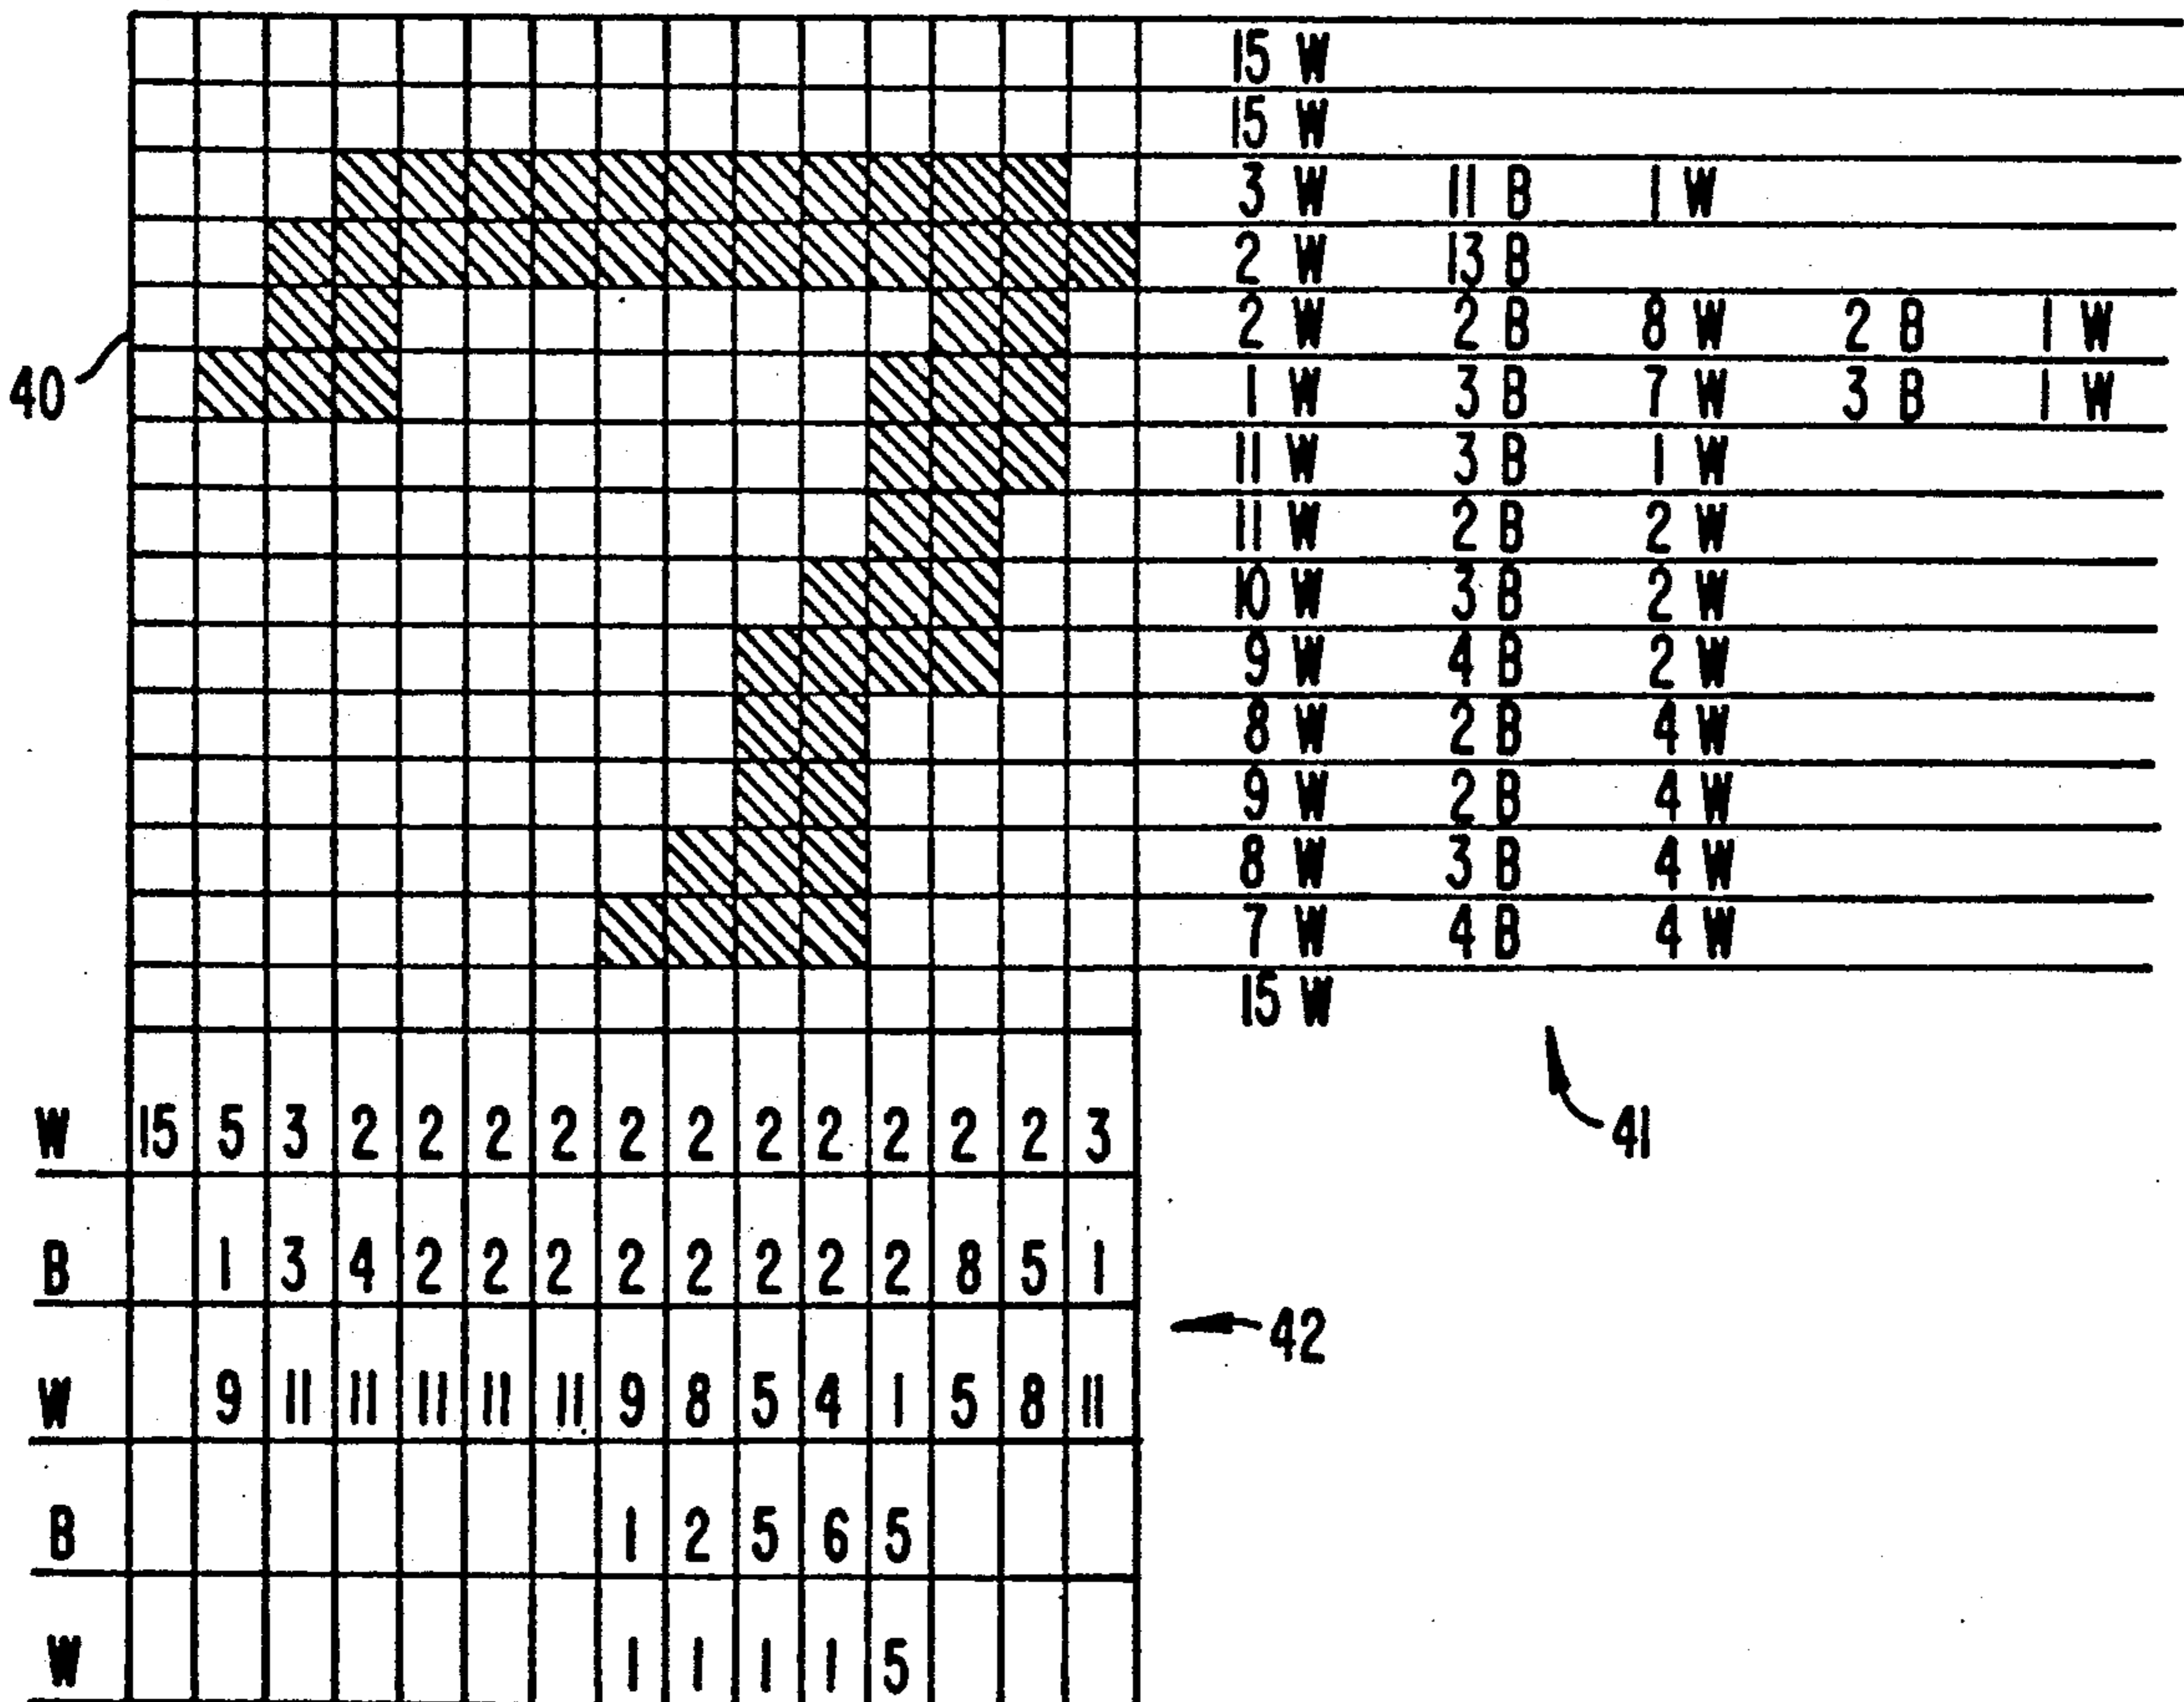 15 W
15 W
3 W 11 B 1 W
2 W 13 B
2 W 2 B 8 W 2 B 1 W
40
1 W 3 B 7 W 3 B 1 W
11 W 3 B 1 W
11 W 2 B 2 W
10 W 3 B 2 W
9 W 4 B 2 W
8 W 2 B 4 W
9 W 2 B 4 W
8 W 3 B 4 W
7 W 4 B 4 W
15 W
41
W 15 5 3 2 2 2 2 2 2 2 2 2 2 2 3
B 1 3 4 2 2 2 2 2 2 2 2 8 5 1
42
W 9 11 11 11 11 11 9 8 5 4 1 5 8 11
B 1 2 5 6 5
W 1 1 1 1 5